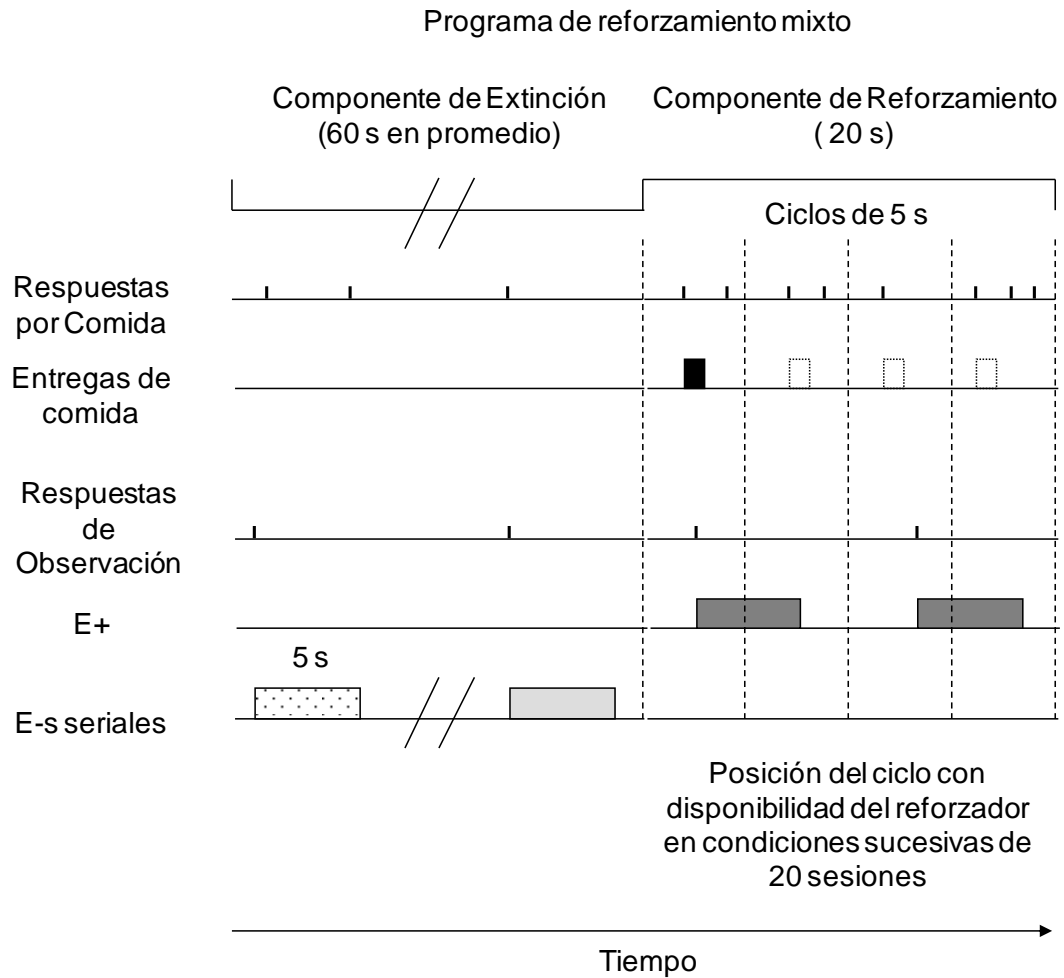 Programa de reforzamiento mixto
Componente de Extinción
(60 s en promedio)
Componente de Reforzamiento
( 20 s)
Ciclos de 5 s
Respuestas
por Comida
Entregas de
comida
Respuestas
de
Observación
E+
5 s
E-s seriales
Posición del ciclo con
disponibilidad del reforzador
en condiciones sucesivas de
20 sesiones
Tiempo